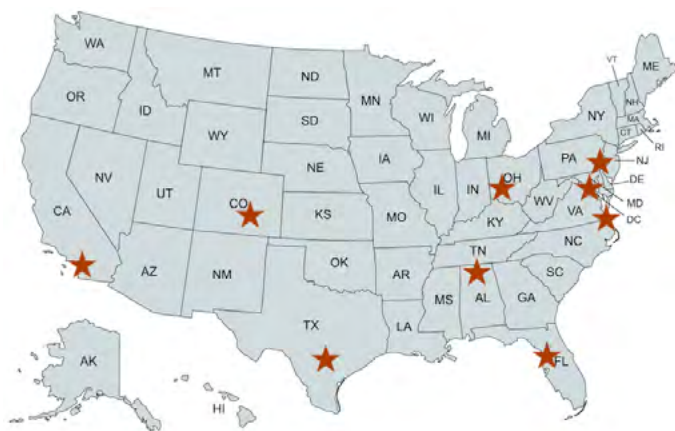 WA
MT
ND
MN
VT
ME
OR
ID
SD
WI
MI
NY
NH
MA
CT
RI
WY
NE
IA
PA
NJ
NV
UT
CO
IL
IN
OH
DE
CA
KS
MO
WV
VA
MD
DC
KY
AZ
NM
OK
AR
TN
NC
SC
TX
LA
MS
AL
GA
AK
FL
HI